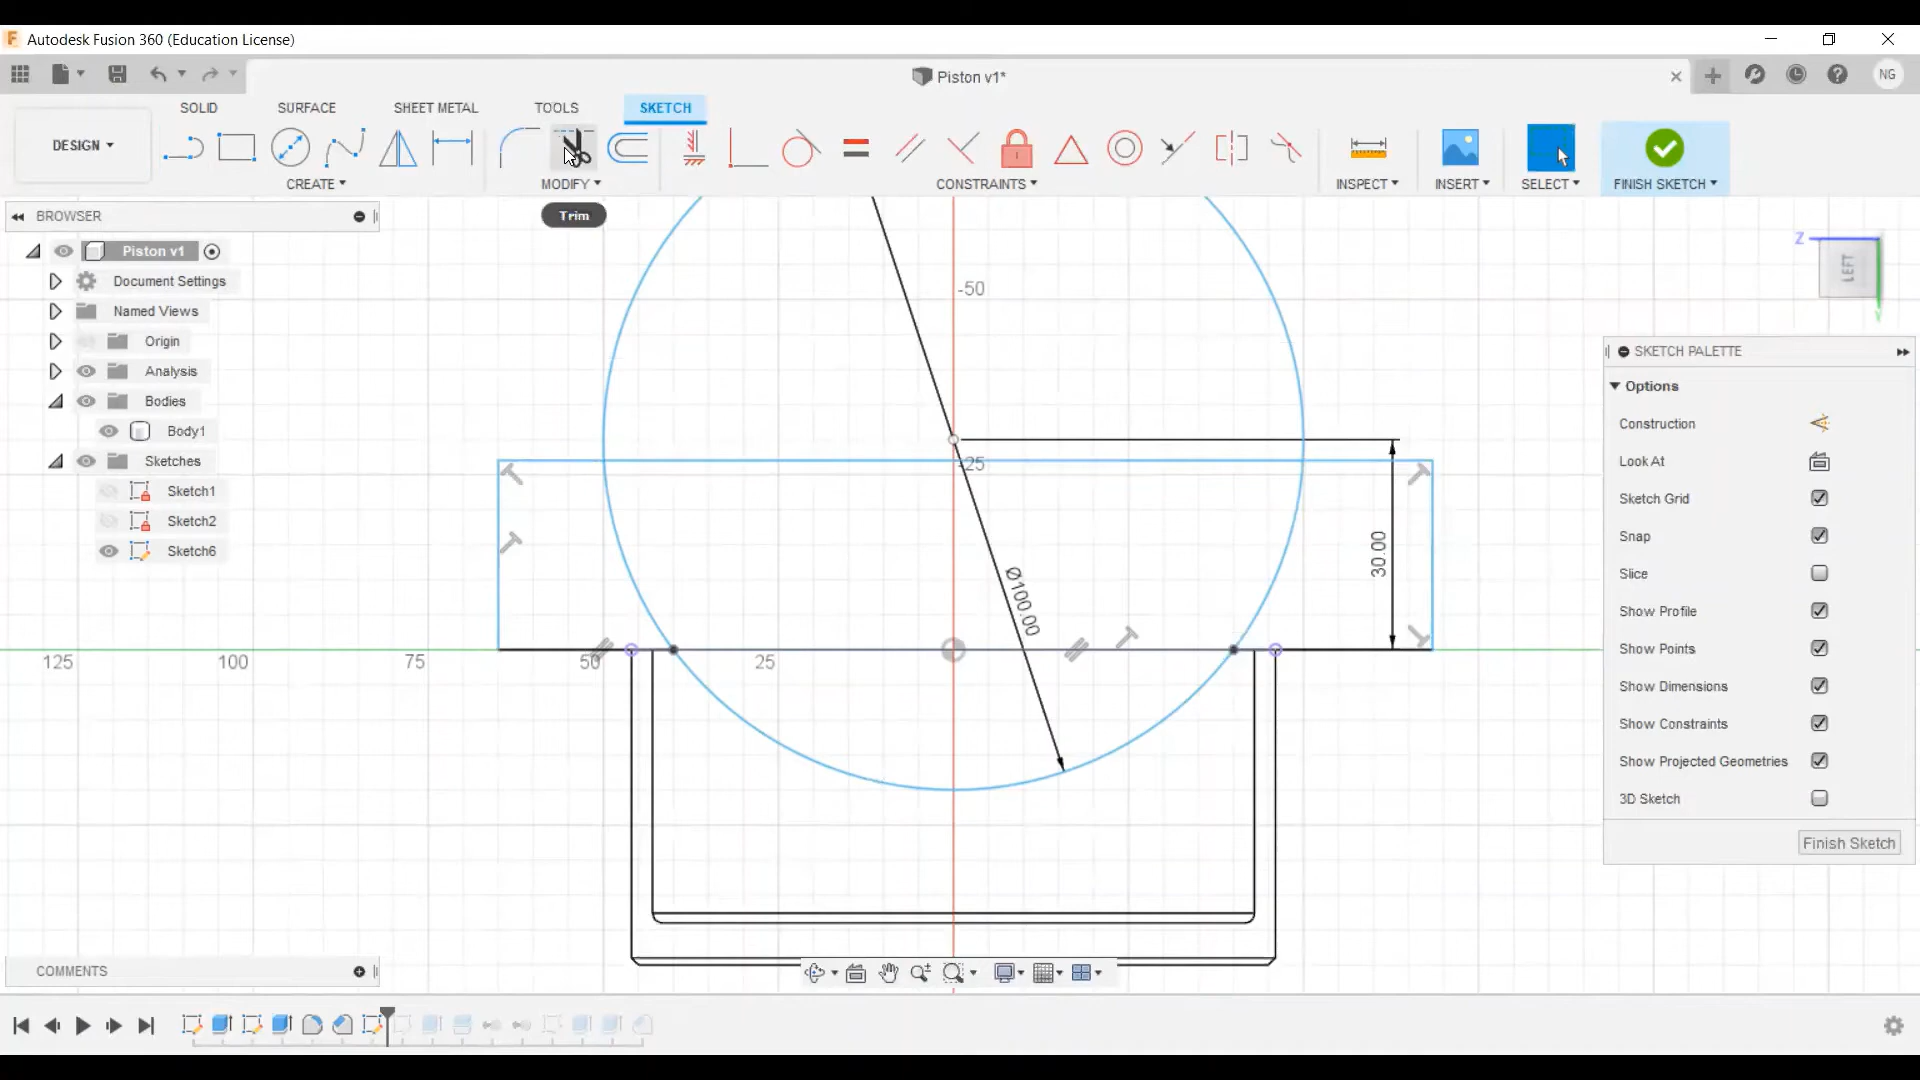 Autodesk Fusion 360 (Education License)
Piston v1*
NG
SOLID
SURFACE
SHEET METAL
TOOLS
SKETCH
DESIGN
CREATE
MODIFY
CONSTRAINTS
INSPECT
INSERT
SELECT
FINISH SKETCH
Trim
BROWSER
Piston v1
Document Settings
Named Views
Origin
Analysis
Bodies
Body1
Sketches
Sketch1
Sketch2
Sketch6
Z
LEFT
Y
-50
-25
Ø100.00
30.00
125
100
75
50
25
SKETCH PALETTE
Options
Construction
Look At
Sketch Grid
Snap
Slice
Show Profile
Show Points
Show Dimensions
Show Constraints
Show Projected Geometries
3D Sketch
Finish Sketch
COMMENTS